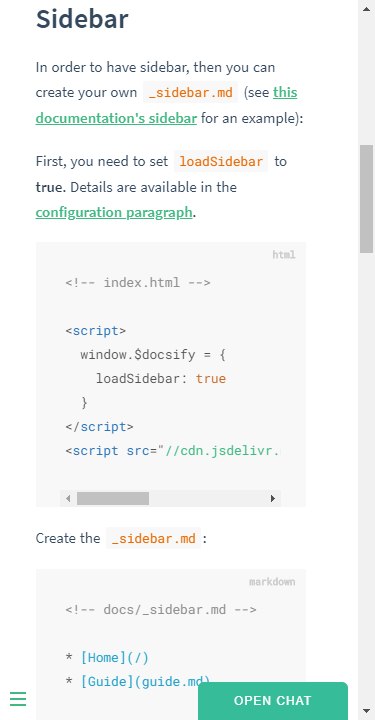 Sidebar
In order to have sidebar, then you can
create your own _sidebar.md (see this
documentation's sidebar for an example):
First, you need to set loadSidebar to
true. Details are available in the
configuration paragraph.
html
<!-- index.html -->
<script>
window.$docsify = {
loadSidebar: true
}
</script>
<script src="//cdn.jsdelivr.
Create the _sidebar.md :
markdown
<!-- docs/_sidebar.md -->
* [Home](/)
* [Guide](guide.md)
OPEN CHAT